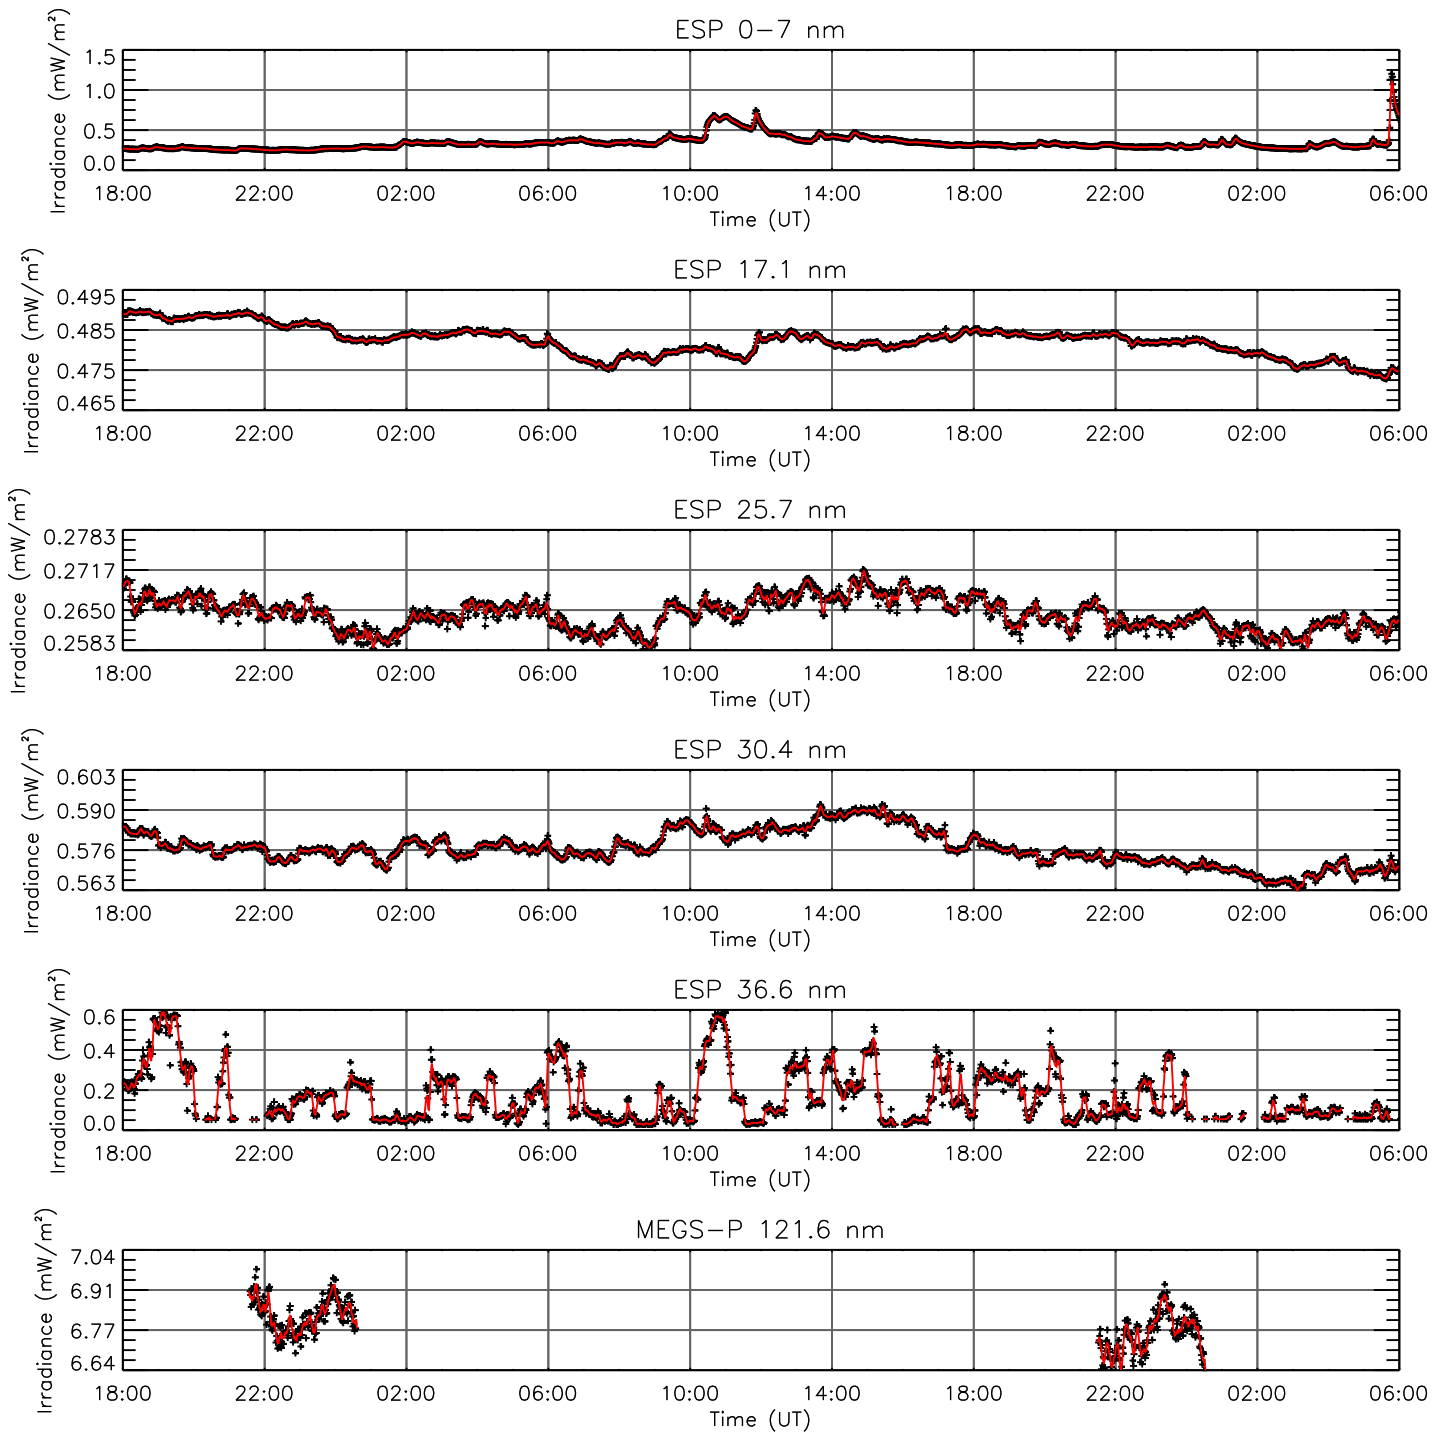 ESP 0-7 nm
Irradiance (mW/m²)
1.5
1.0
0.5
0.0
18:00 22:00 02:00 06:00 10:00 14:00 18:00 22:00 02:00 06:00
Time (UT)
ESP 17.1 nm
Irradiance (mW/m²)
0.495
0.485
0.475
0.465
18:00 22:00 02:00 06:00 10:00 14:00 18:00 22:00 02:00 06:00
Time (UT)
ESP 25.7 nm
Irradiance (mW/m²)
0.2783
0.2717
0.2650
0.2583
18:00 22:00 02:00 06:00 10:00 14:00 18:00 22:00 02:00 06:00
Time (UT)
ESP 30.4 nm
Irradiance (mW/m²)
0.603
0.590
0.576
0.563
18:00 22:00 02:00 06:00 10:00 14:00 18:00 22:00 02:00 06:00
Time (UT)
ESP 36.6 nm
Irradiance (mW/m²)
0.6
0.4
0.2
0.0
18:00 22:00 02:00 06:00 10:00 14:00 18:00 22:00 02:00 06:00
Time (UT)
MEGS-P 121.6 nm
Irradiance (mW/m²)
7.04
6.91
6.77
6.64
18:00 22:00 02:00 06:00 10:00 14:00 18:00 22:00 02:00 06:00
Time (UT)